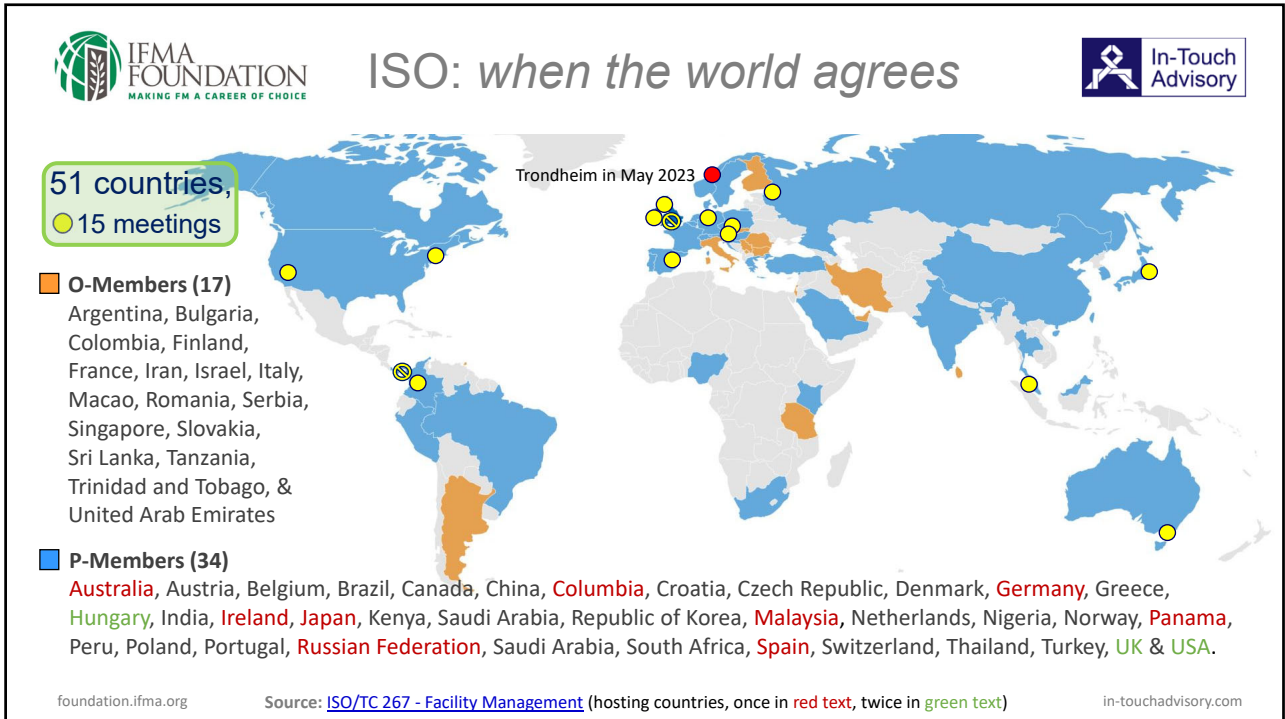 IFMA
FOUNDATION
MAKING FM A CAREER OF CHOICE
ISO: when the world agrees
In-Touch
Advisory
51 countries,
15 meetings
Trondheim in May 2023
O-Members (17)
Argentina, Bulgaria,
Colombia, Finland,
France, Iran, Israel, Italy,
Macao, Romania, Serbia,
Singapore, Slovakia,
Sri Lanka, Tanzania,
Trinidad and Tobago, &
United Arab Emirates
P-Members (34)
Australia, Austria, Belgium, Brazil, Canada, China, Columbia, Croatia, Czech Republic, Denmark, Germany, Greece,
Hungary, India, Ireland, Japan, Kenya, Saudi Arabia, Republic of Korea, Malaysia, Netherlands, Nigeria, Norway, Panama,
Peru, Poland, Portugal, Russian Federation, Saudi Arabia, South Africa, Spain, Switzerland, Thailand, Turkey, UK & USA.
foundation.ifma.org
Source: ISO/TC 267 - Facility Management (hosting countries, once in red text, twice in green text)
in-touchadvisory.com